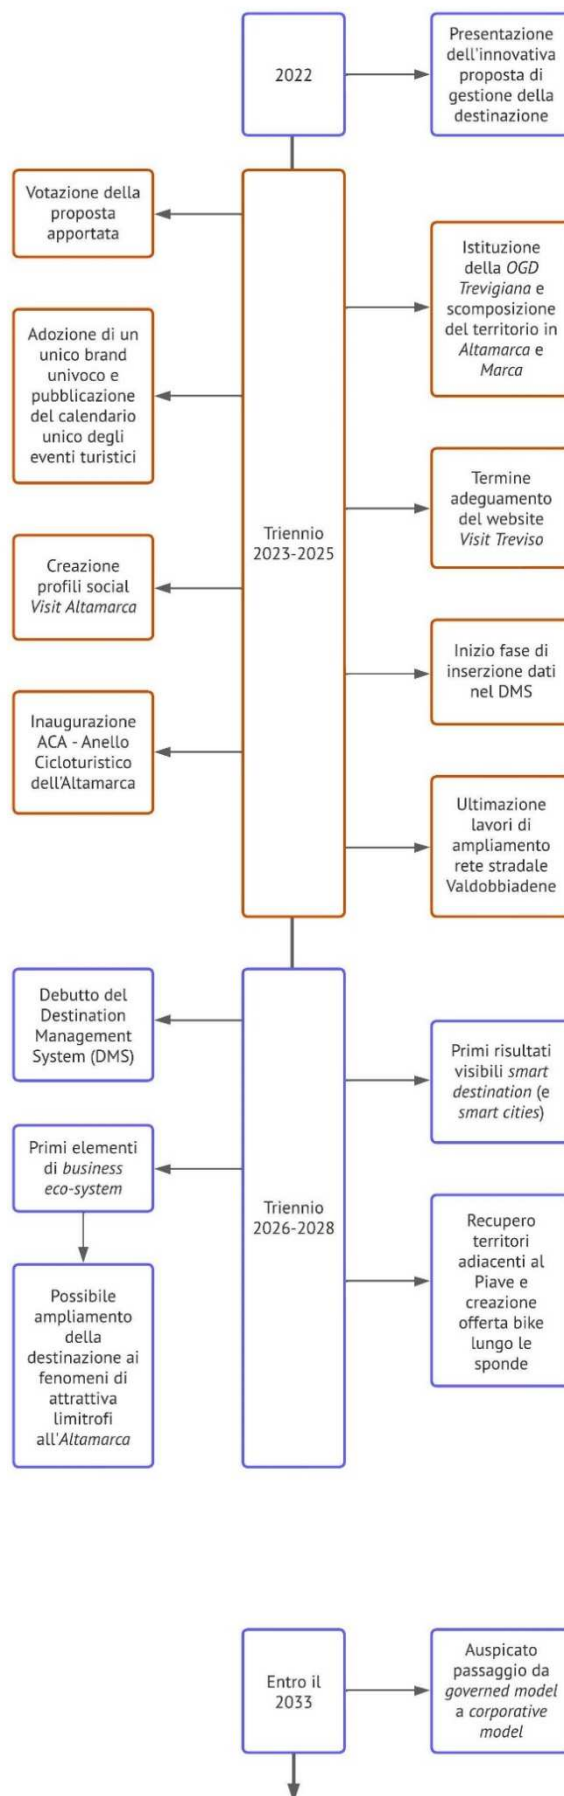 2022
Presentazione
dell'innovativa
proposta di
gestione della
destinazione
Votazione della
proposta
apportata
Istituzione
della OGD
Trevigiana e
scomposizione
del territorio in
Altamarca e
Marca
Adozione di un
unico brand
univoco e
pubblicazione
del calendario
unico degli
eventi turistici
Termine
adeguamento
del website
Visit Treviso
Triennio
2023-2025
Creazione
profili social
Visit Altamarca
Inizio fase di
inserzione dati
nel DMS
Inaugurazione
ACA - Anello
Cicloturistico
dell'Altamarca
Ultimazione
lavori di
ampliamento
rete stradale
Valdobbiadene
Debutto del
Destination
Management
System (DMS)
Primi risultati
visibili smart
destination (e
smart cities)
Primi elementi
di business
eco-system
Triennio
2026-2028
Recupero
territori
adiacenti al
Piave e
creazione
offerta bike
lungo le
sponde
Possibile
ampliamento
della
destinazione ai
fenomeni di
attrattiva
limitrofi
all'Altamarca
Entro il
2033
Auspicato
passaggio da
governed model
a corporative
model